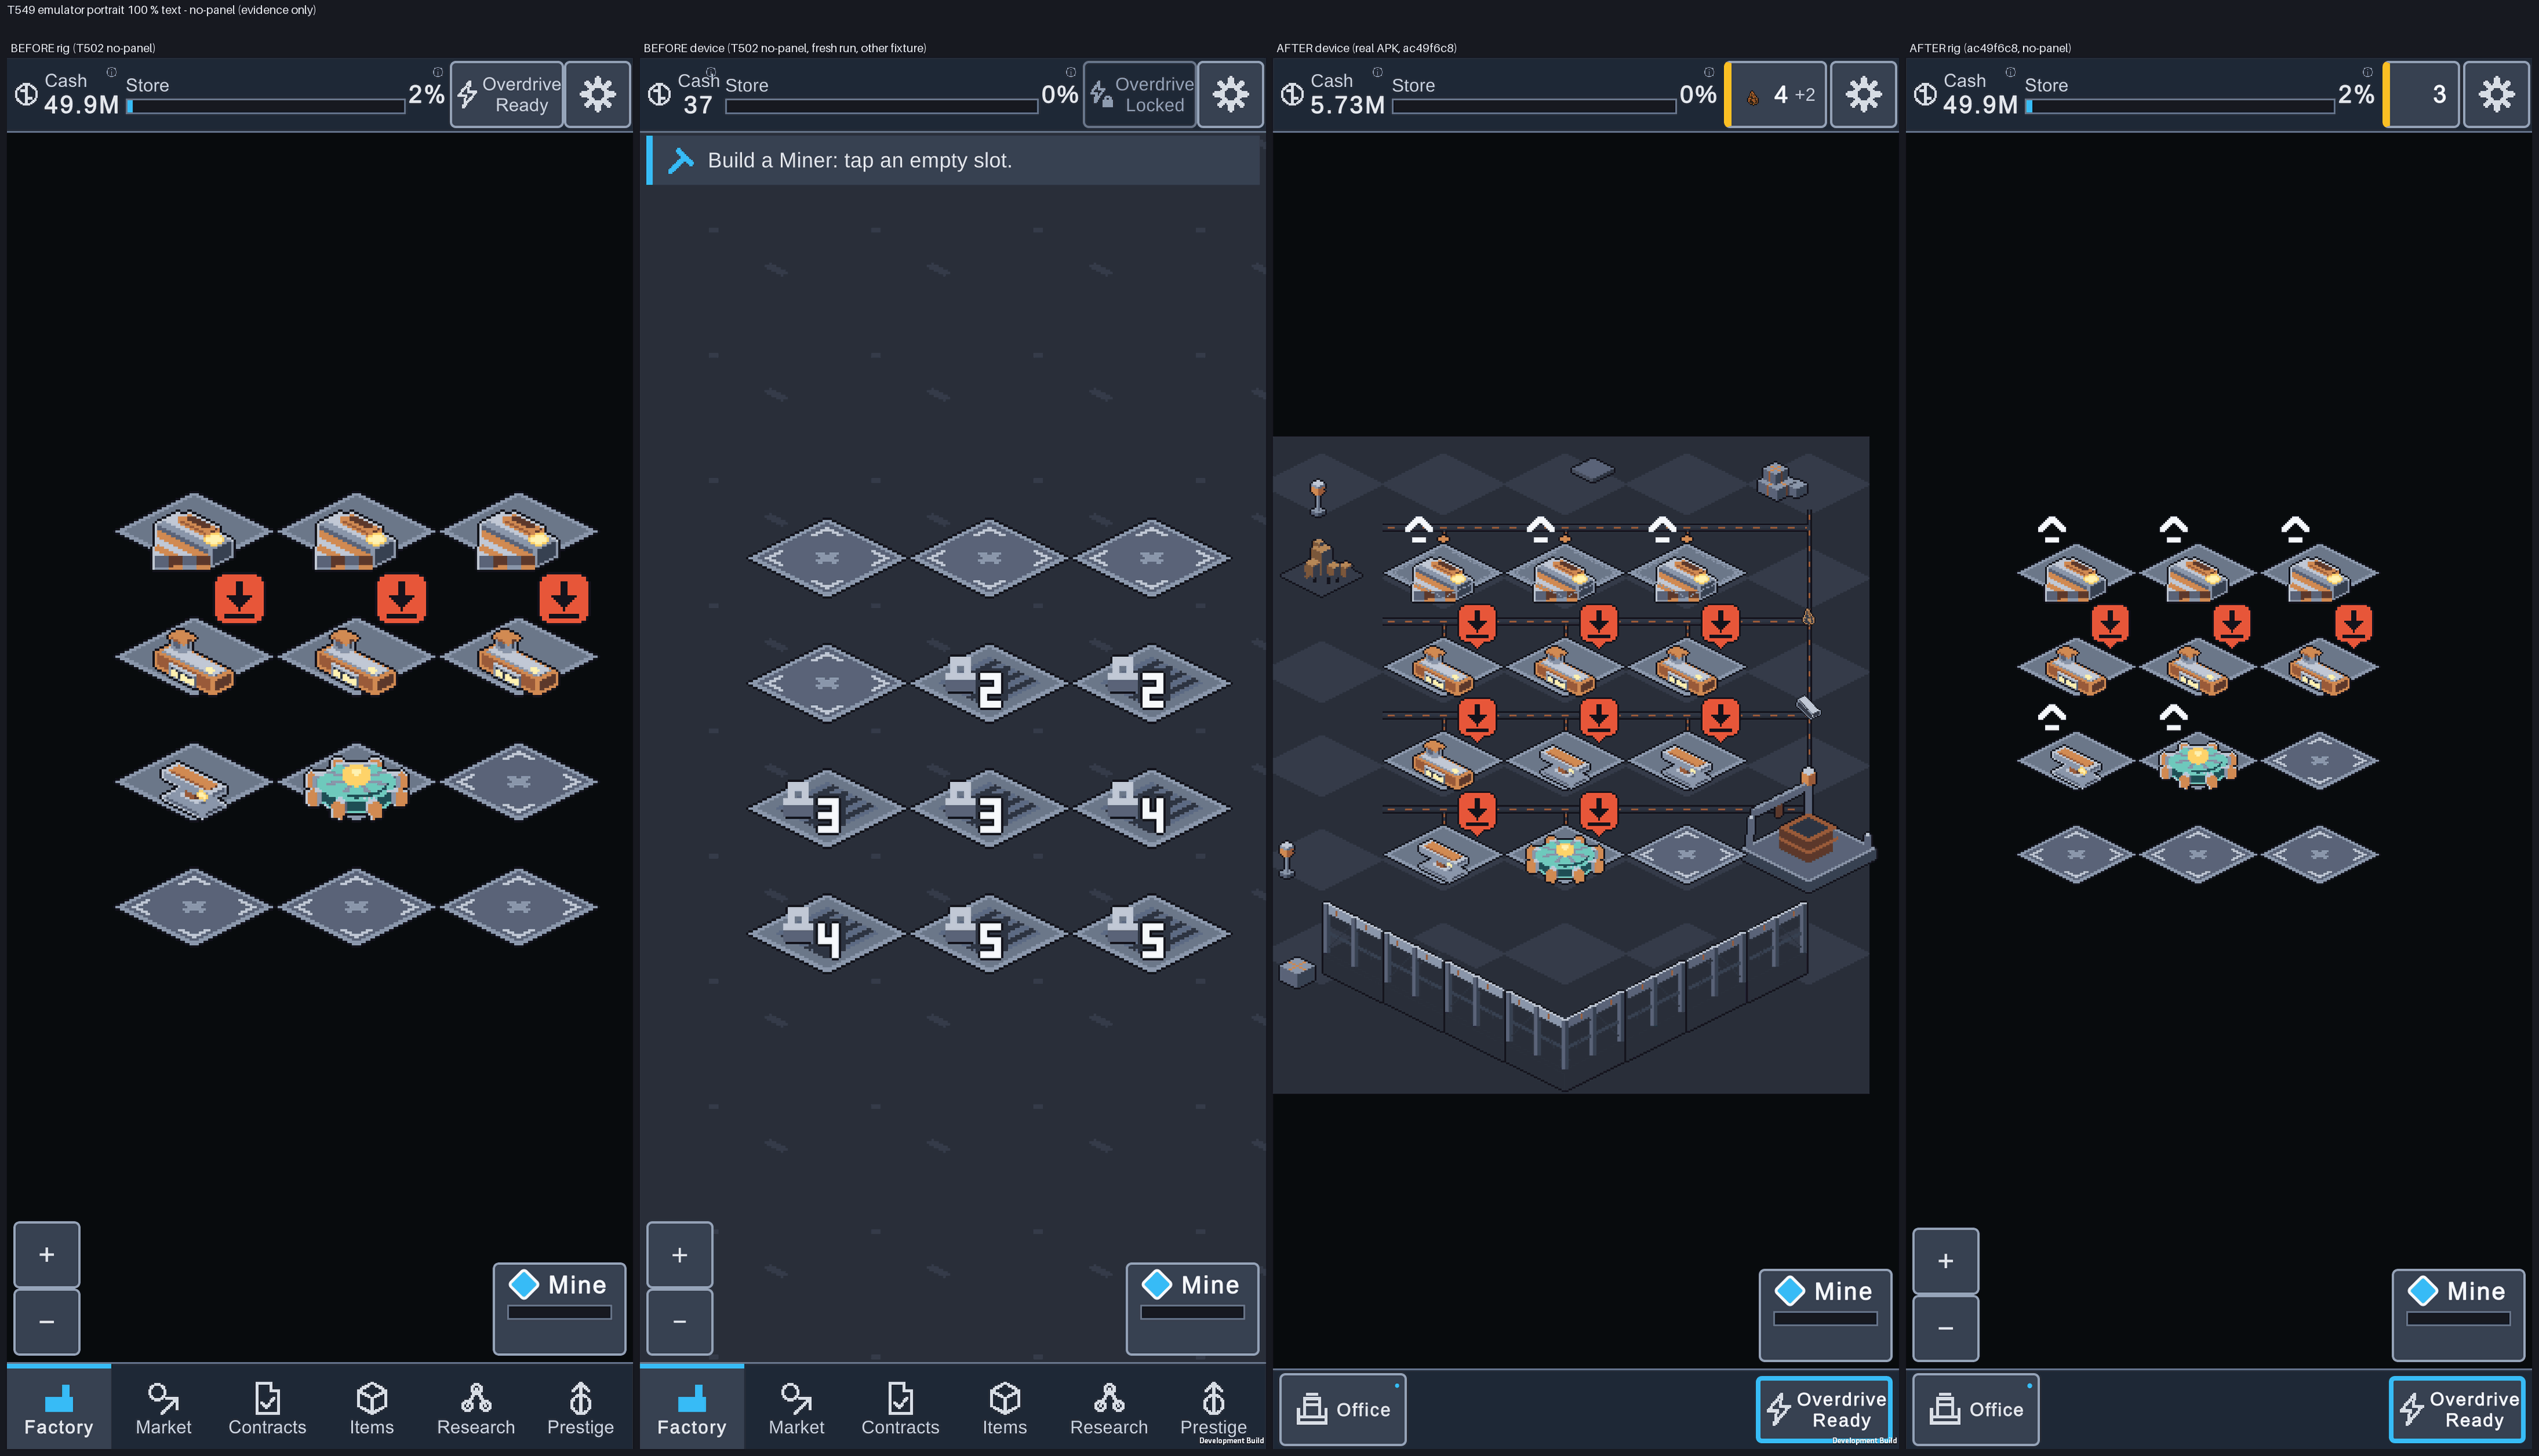 T549 emulator portrait 100 % text - no-panel (evidence only)
BEFORE rig (T502 no-panel)
Cash
49.9M
Store
2%
Overdrive
Ready
+
−
Mine
Factory
Market
Contracts
Items
Research
Prestige
BEFORE device (T502 no-panel, fresh run, other fixture)
Cash
37
Store
0%
Overdrive
Locked
Build a Miner: tap an empty slot.
2
2
3
3
4
4
5
5
+
−
Mine
Factory
Market
Contracts
Items
Research
Prestige
Development Build
AFTER device (real APK, ac49f6c8)
Cash
5.73M
Store
0%
4 +2
Mine
Office
Overdrive
Ready
Development Build
AFTER rig (ac49f6c8, no-panel)
Cash
49.9M
Store
2%
3
+
−
Mine
Office
Overdrive
Ready